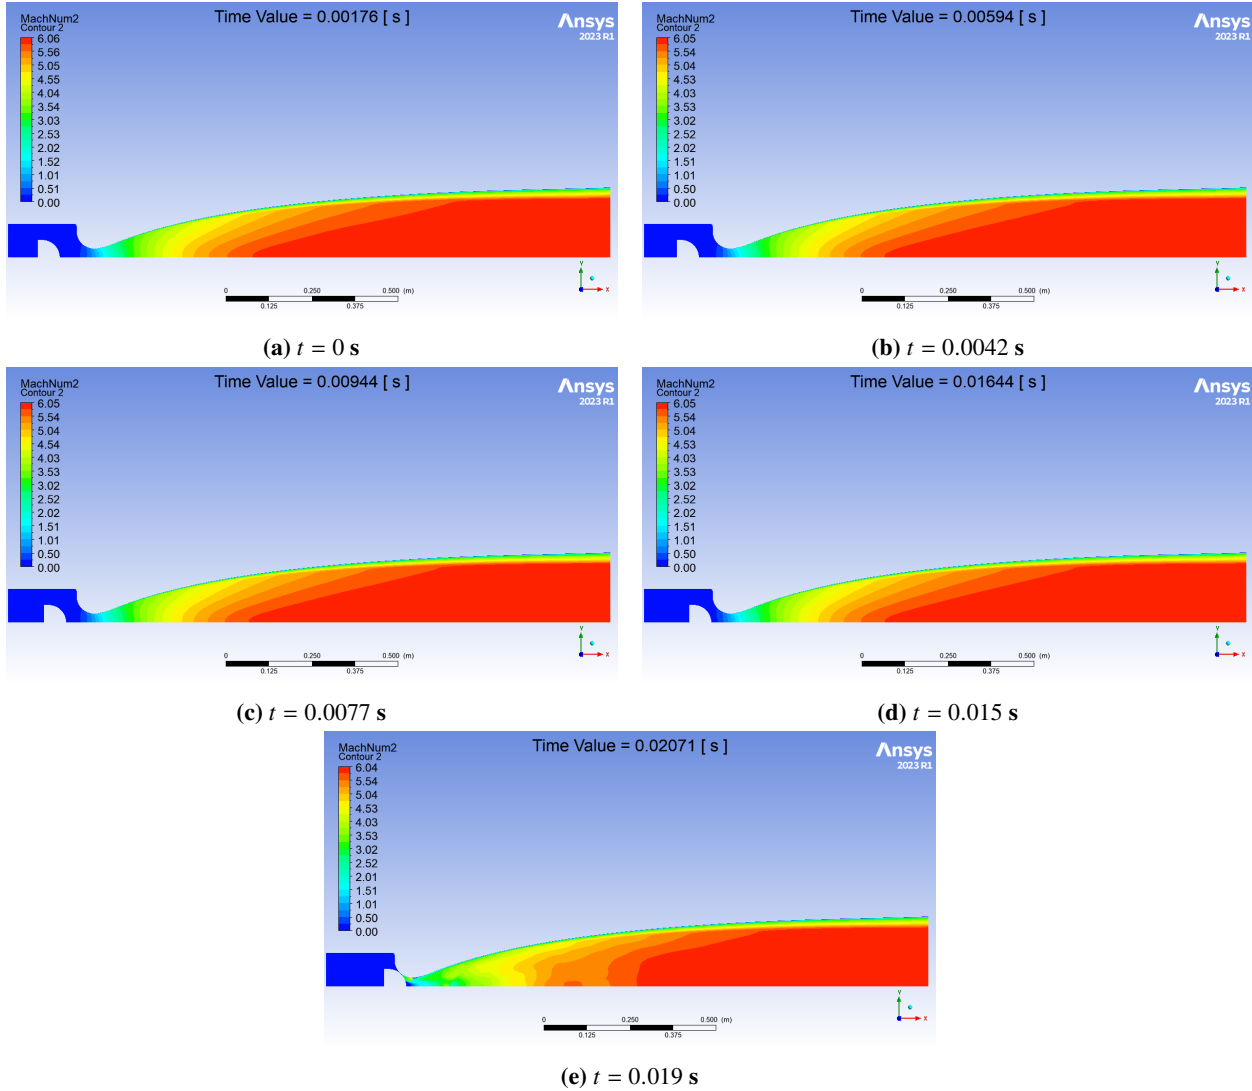 MachNum2
Contour 2
Time Value = 0.00176 [ s ]
Ansys
2023 R1
6.06
5.56
5.04
4.55
4.04
3.54
3.03
2.53
2.02
1.52
1.01
0.51
0.00
Y
X
0 0.250 0.500 (m)
0.125 0.375
(a) t = 0 s
MachNum2
Contour 2
Time Value = 0.00594 [ s ]
Ansys
2023 R1
6.05
5.54
5.04
4.54
4.03
3.53
3.02
2.52
2.02
1.51
1.01
0.50
0.00
Y
X
0 0.250 0.500 (m)
0.125 0.375
(b) t = 0.0042 s
MachNum2
Contour 2
Time Value = 0.00944 [ s ]
Ansys
2023 R1
6.05
5.54
5.04
4.54
4.03
3.53
3.02
2.52
2.02
1.51
1.01
0.50
0.00
Y
X
0 0.250 0.500 (m)
0.125 0.375
(c) t = 0.0077 s
MachNum2
Contour 2
Time Value = 0.01644 [ s ]
Ansys
2023 R1
6.05
5.54
5.04
4.54
4.03
3.53
3.02
2.52
2.02
1.51
1.01
0.50
0.00
Y
X
0 0.250 0.500 (m)
0.125 0.375
(d) t = 0.015 s
MachNum2
Contour 2
Time Value = 0.02071 [ s ]
Ansys
2023 R1
6.04
5.54
5.04
4.53
4.03
3.53
3.02
2.52
2.01
1.51
1.01
0.50
0.00
Y
X
0 0.250 0.500 (m)
0.125 0.375
(e) t = 0.019 s